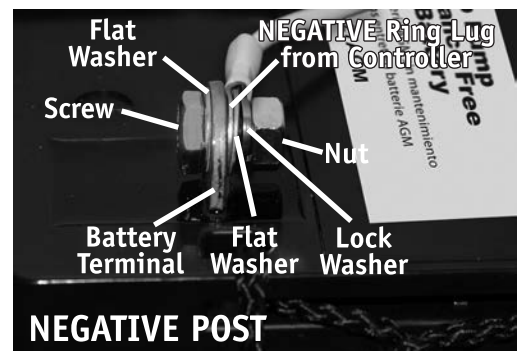 Flat
Washer
NEGATIVE Ring Lug
from Controller
Screw
Nut
Battery
Terminal
Flat
Washer
Lock
Washer
NEGATIVE POST
Free
mantenimiento
batterie AGM